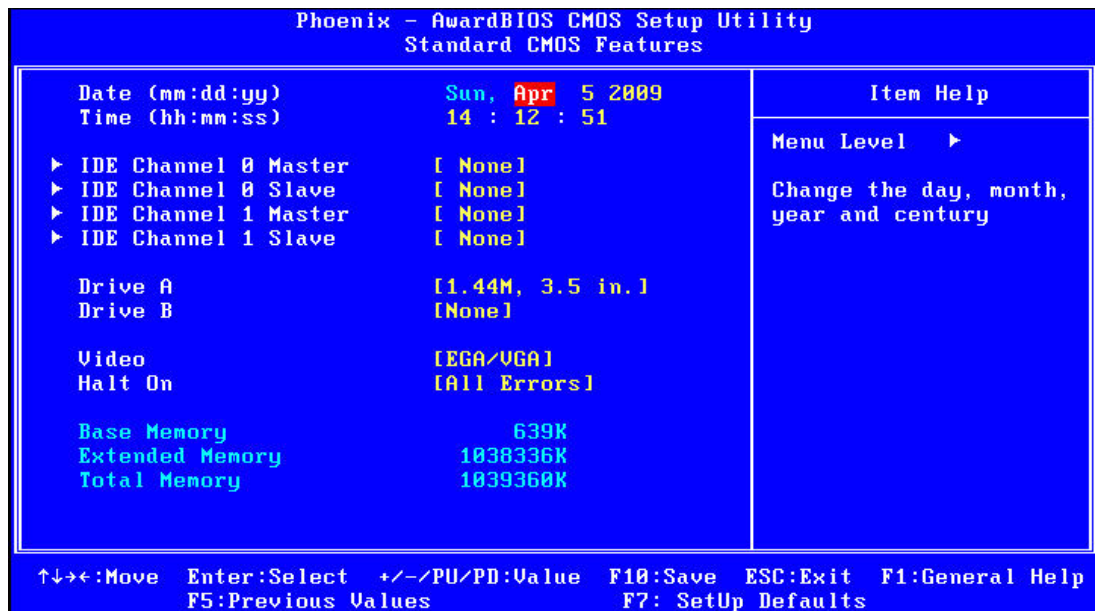 Phoenix - AwardBIOS CMOS Setup Utility
Standard CMOS Features
Date (mm:dd:yy) Sun, Apr 5 2009
Time (hh:mm:ss) 14 : 12 : 51
► IDE Channel 0 Master [ None]
► IDE Channel 0 Slave [ None]
► IDE Channel 1 Master [ None]
► IDE Channel 1 Slave [ None]
Drive A [1.44M, 3.5 in.]
Drive B [None]
Video [EGA/VGA]
Halt On [All Errors]
Base Memory 639K
Extended Memory 1038336K
Total Memory 1039360K
Item Help
Menu Level ►
Change the day, month,
year and century
↑↓→←:Move Enter:Select +/-/PU/PD:Value F10:Save ESC:Exit F1:General Help
F5:Previous Values F7: SetUp Defaults